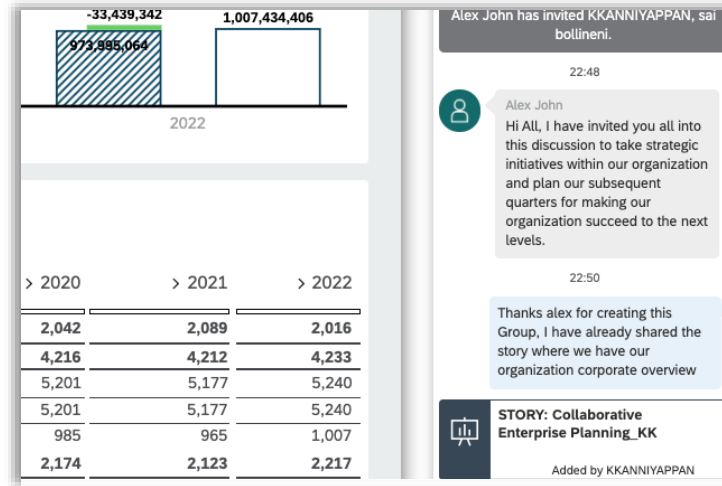 -33,439,342
1,007,434,406
973,995,064
2022
> 2020 > 2021 > 2022
2,042 2,089 2,016
4,216 4,212 4,233
5,201 5,177 5,240
5,201 5,177 5,240
985 965 1,007
2,174 2,123 2,217
Alex John has invited KKANNIYAPPAN, sai
bollineni.
22:48
Alex John
Hi All, I have invited you all into
this discussion to take strategic
initiatives within our organization
and plan our subsequent
quarters for making our
organization succeed to the next
levels.
22:50
Thanks alex for creating this
Group, I have already shared the
story where we have our
organization corporate overview
STORY: Collaborative
Enterprise Planning_KK
Added by KKANNIYAPPAN